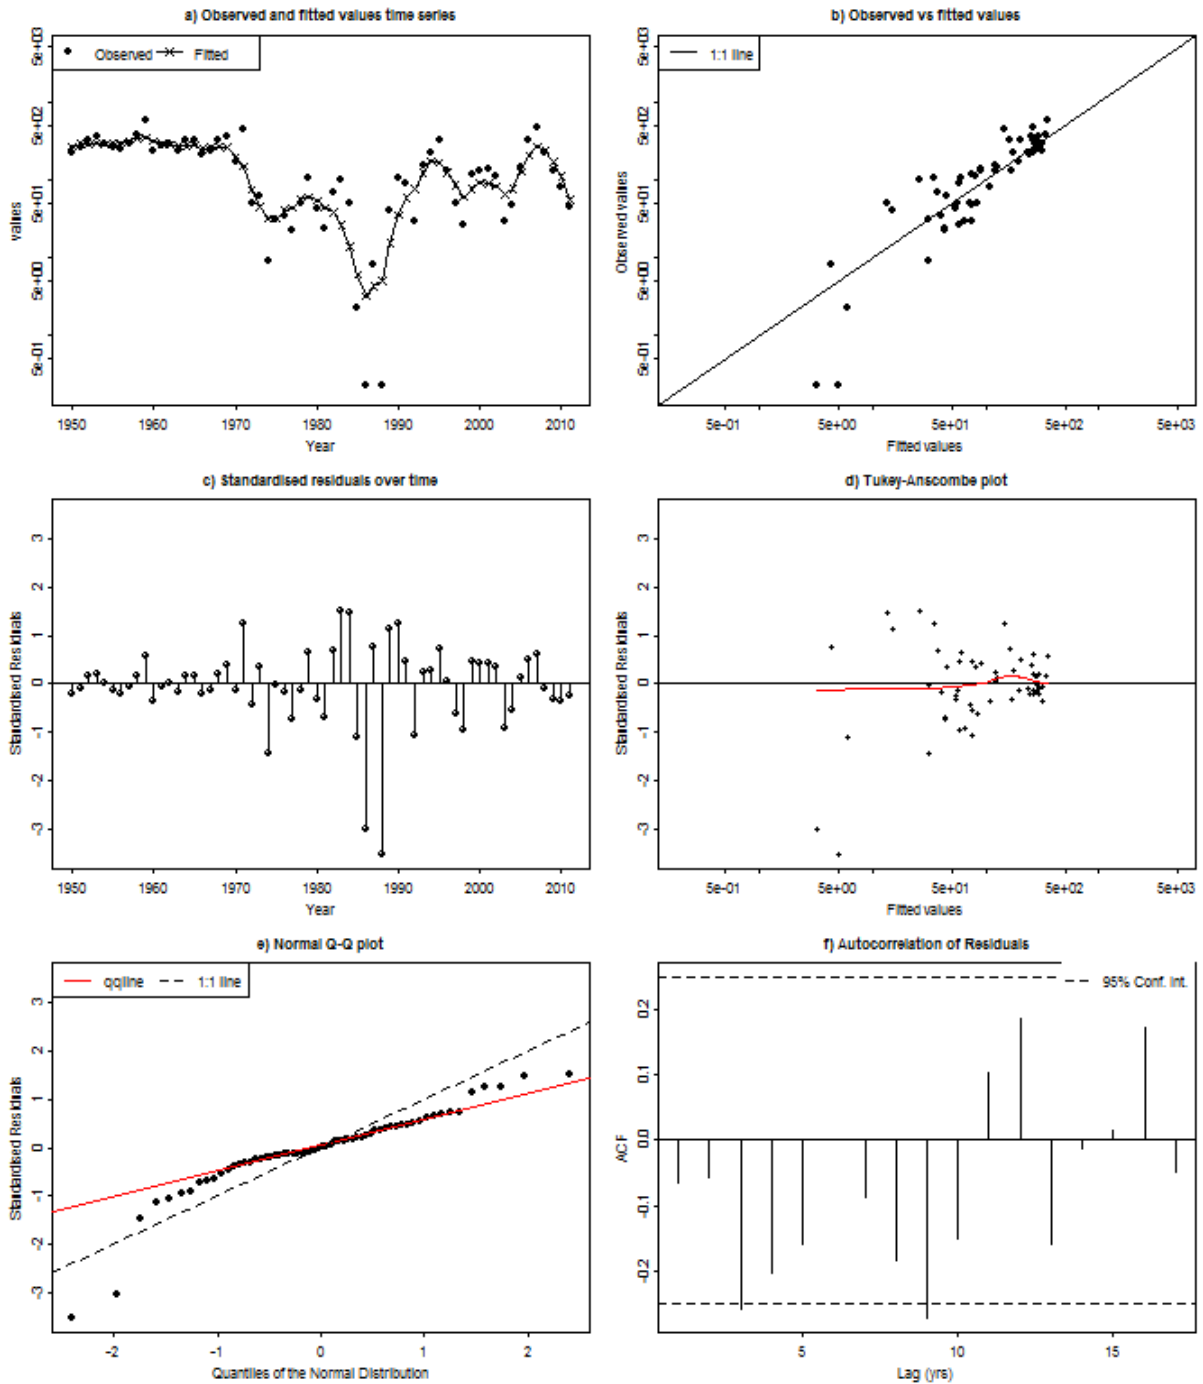 a) Observed and fitted values time series
Observed Fitted
values
5e-01 5e+00 5e+01 5e+02 5e+03
1950 1960 1970 1980 1990 2000 2010
Year
b) Observed vs fitted values
1:1 line
Observed values
5e-01 5e+00 5e+01 5e+02 5e+03
5e-01 5e+00 5e+01 5e+02 5e+03
Fitted values
c) Standardised residuals over time
Standardised Residuals
-3 -2 -1 0 1 2 3
1950 1960 1970 1980 1990 2000 2010
Year
d) Tukey-Anscombe plot
Standardised Residuals
-3 -2 -1 0 1 2 3
5e-01 5e+00 5e+01 5e+02 5e+03
Fitted values
e) Normal Q-Q plot
qqline 1:1 line
Standardised Residuals
-3 -2 -1 0 1 2 3
-2 -1 0 1 2
Quantiles of the Normal Distribution
f) Autocorrelation of Residuals
95% Conf. Int.
ACF
-0.2 -0.1 0.0 0.1 0.2
5 10 15
Lag (yrs)